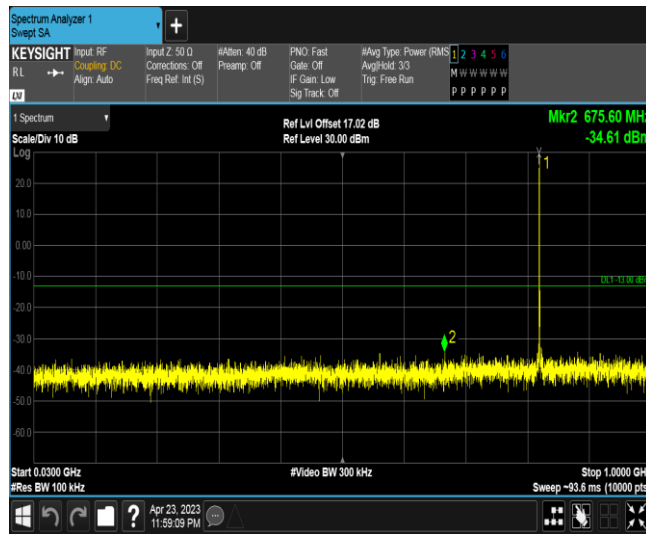 Spectrum Analyzer 1
Swept SA
+
KEYSIGHT
RL
LXI
Input: RF
Coupling: DC
Align: Auto
Input Z: 50 Ω
Corrections: Off
Freq Ref: Int (S)
#Atten: 40 dB
Preamp: Off
PNO: Fast
Gate: Off
IF Gain: Low
Sig Track: Off
#Avg Type: Power (RMS
Avg|Hold: 3/3
Trig: Free Run
1 2 3 4 5 6
M W W W W W
P P P P P P
1 Spectrum
Scale/Div 10 dB
Log
Ref Lvl Offset 17.02 dB
Ref Level 30.00 dBm
Mkr2 675.60 MHz
-34.61 dBm
1
20.0
10.0
0.00
-10.0
DL1 -13.00 dBm
-20.0
-30.0
2
-40.0
-50.0
-60.0
Start 0.0300 GHz
#Res BW 100 kHz
#Video BW 300 kHz
Stop 1.0000 GHz
Sweep ~93.6 ms (10000 pts)
?
Apr 23, 2023
11:59:09 PM